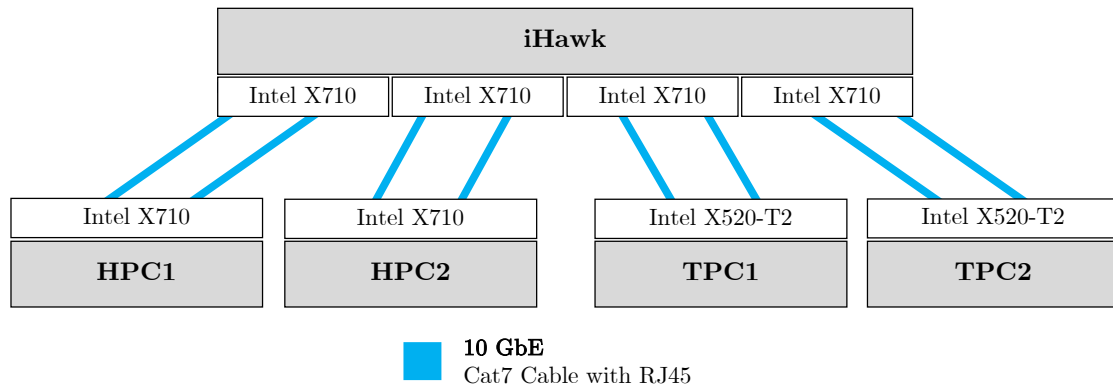 iHawk
Intel X710 Intel X710 Intel X710 Intel X710
Intel X710 Intel X710 Intel X520-T2 Intel X520-T2
HPC1 HPC2 TPC1 TPC2
10 GbE
Cat7 Cable with RJ45